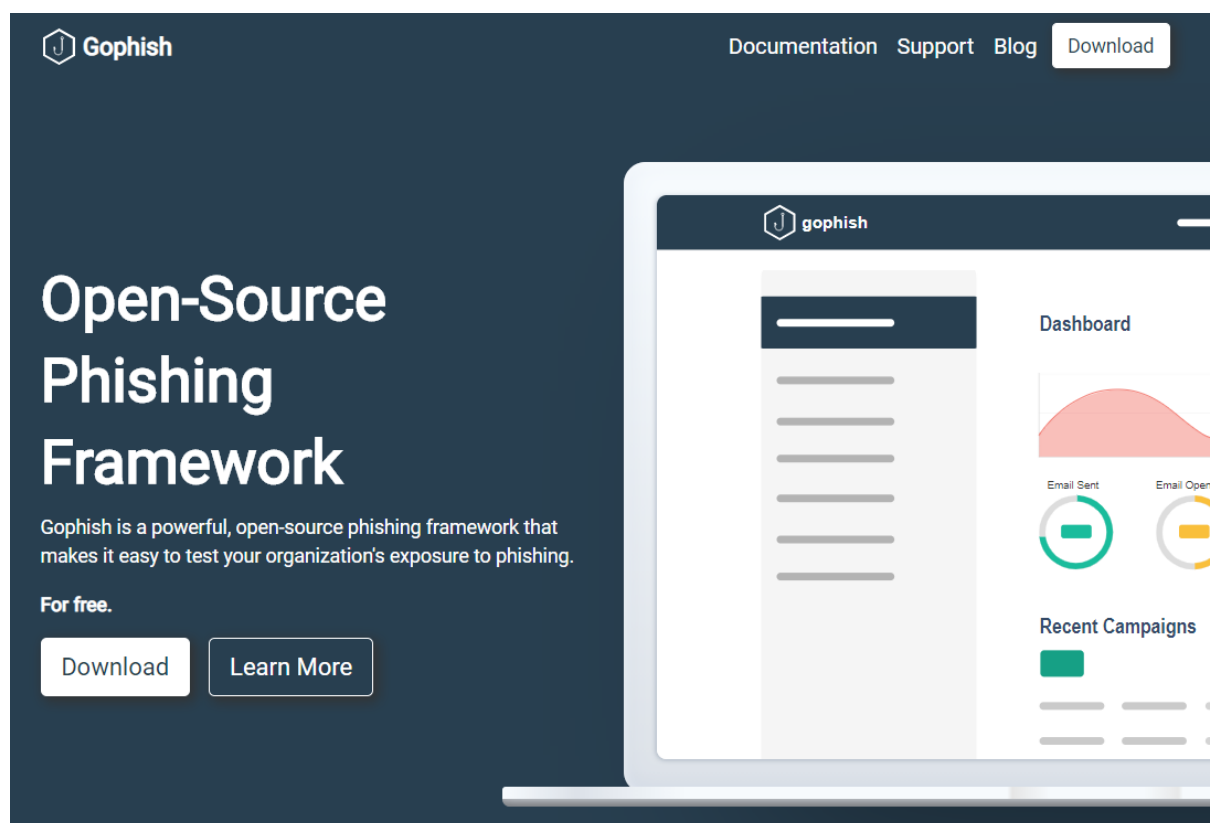 Gophish
Documentation Support Blog Download
gophish
Open-Source
Phishing
Framework
Gophish is a powerful, open-source phishing framework that
makes it easy to test your organization's exposure to phishing.
For free.
Download Learn More
Dashboard
Email Sent Email Open
Recent Campaigns